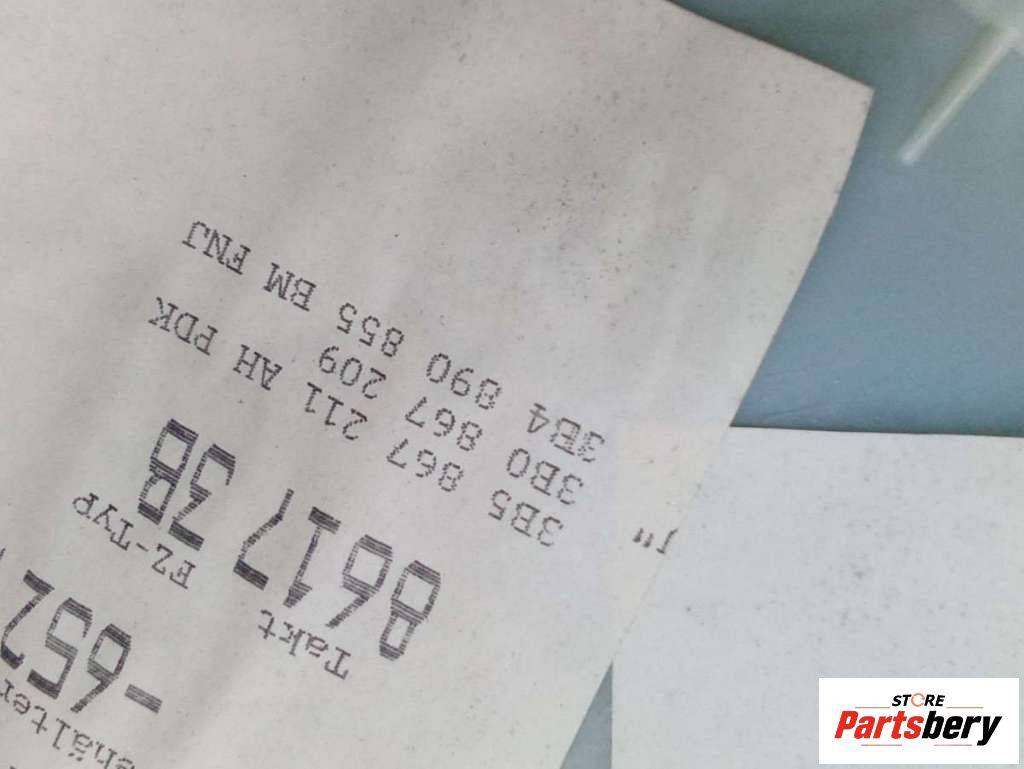 -652
ehälter
Takt
FZ-Typ
8617
3B
3B5 867 211 AH PDK
3B0 867 209
3B4 890 855 BM FNJ
STORE
Partsbery